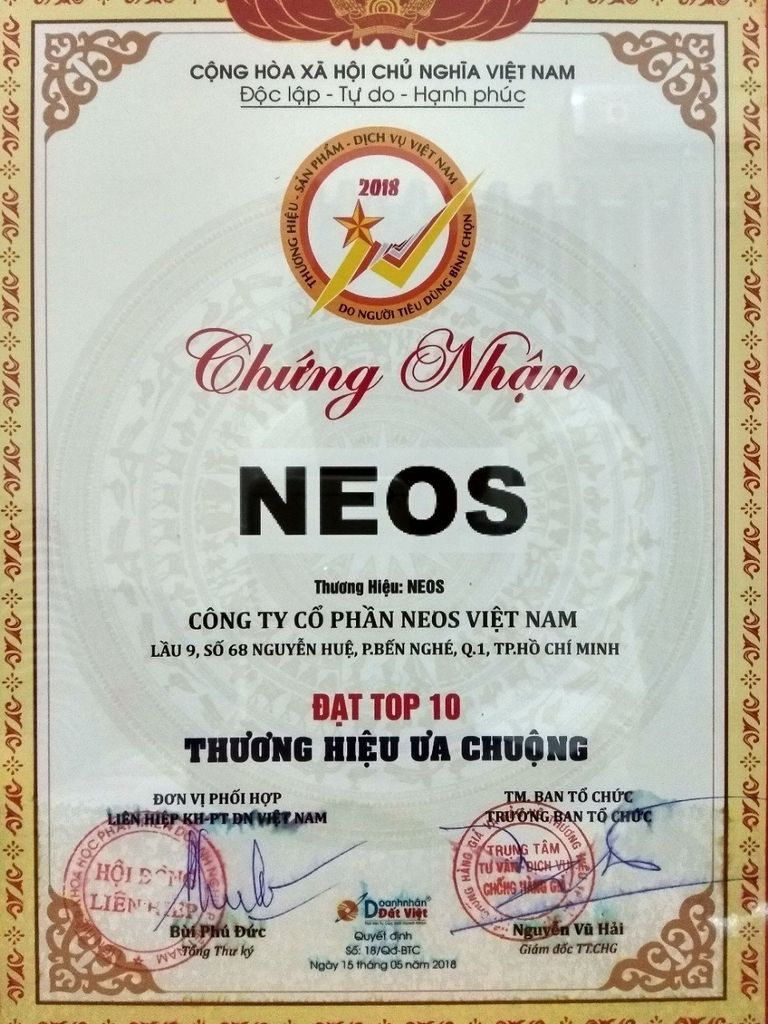 CỘNG HÒA XÃ HỘI CHỦ NGHĨA VIỆT NAM
Độc lập - Tự do - Hạnh phúc
THƯƠNG HIỆU - SẢN PHẨM - DỊCH VỤ VIỆT NAM
2018
DO NGƯỜI TIÊU DÙNG BÌNH CHỌN
Chứng Nhận
NEOS
Thương Hiệu: NEOS
CÔNG TY CỔ PHẦN NEOS VIỆT NAM
LẦU 9, SỐ 68 NGUYỄN HUỆ, P.BẾN NGHÉ, Q.1, TP.HỒ CHÍ MINH
ĐẠT TOP 10
THƯƠNG HIỆU ƯA CHUỘNG
ĐƠN VỊ PHỐI HỢP
LIÊN HIỆP KH-PT DN VIỆT NAM
HỘI ĐỒNG
LIÊN HIỆP
Bùi Phú Đức
Tổng Thư ký
TM. BAN TỔ CHỨC
TRƯỞNG BAN TỔ CHỨC
TRUNG TÂM
TƯ VẤN DỊCH VỤ
CHỐNG HÀNG GIẢ
Nguyễn Vũ Hải
Giám đốc TT.CHG
Doanhnhân
Đất Việt
Quyết định
Số: 18/QĐ-BTC
Ngày 15 tháng 05 năm 2018